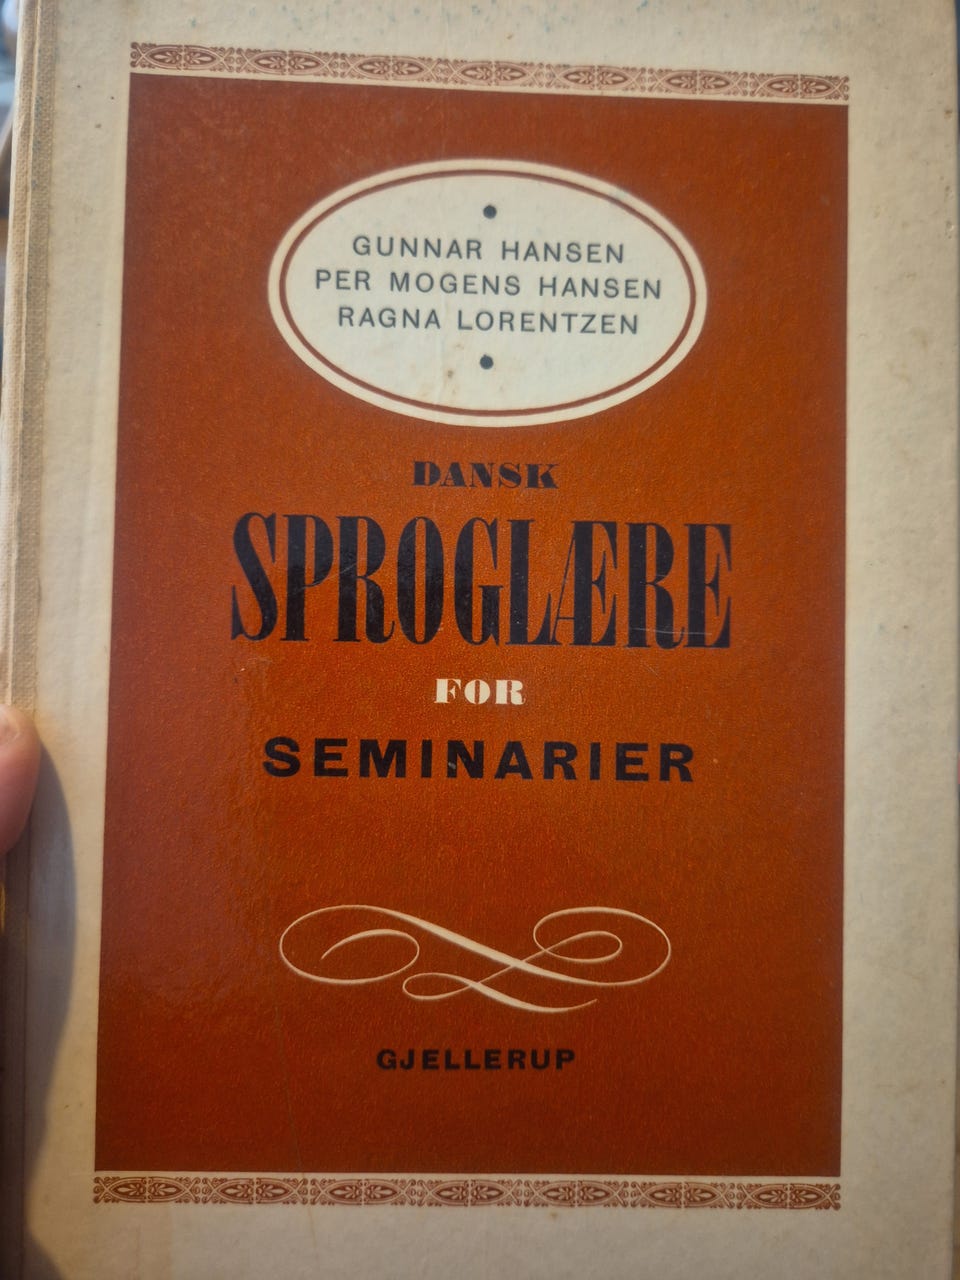 GUNNAR HANSEN
PER MOGENS HANSEN
RAGNA LORENTZEN
DANSK
SPROGLÆRE
FOR
SEMINARIER
GJELLERUP